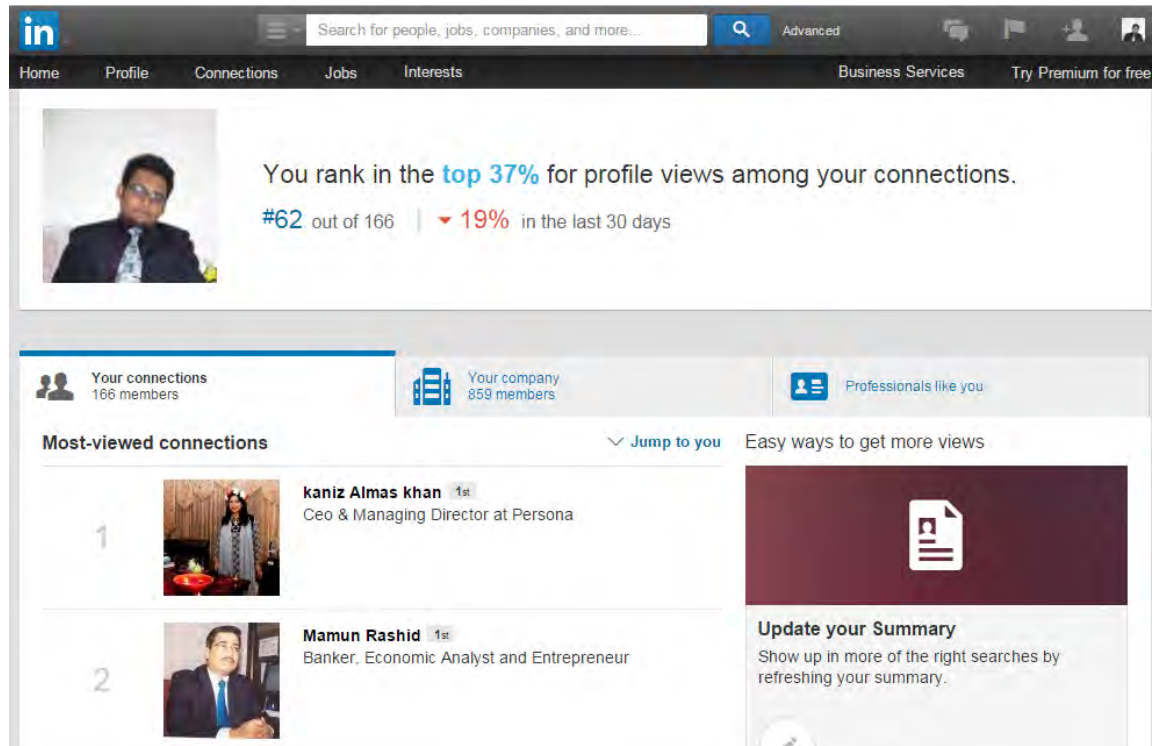 in
Search for people, jobs, companies, and more...
Advanced
Home Profile Connections Jobs Interests Business Services Try Premium for free
You rank in the top 37% for profile views among your connections.
#62 out of 166 19% in the last 30 days
Your connections
166 members
Your company
859 members
Professionals like you
Most-viewed connections
Jump to you
Easy ways to get more views
1
kaniz Almas khan 1st
Ceo & Managing Director at Persona
2
Mamun Rashid 1st
Banker, Economic Analyst and Entrepreneur
Update your Summary
Show up in more of the right searches by
refreshing your summary.